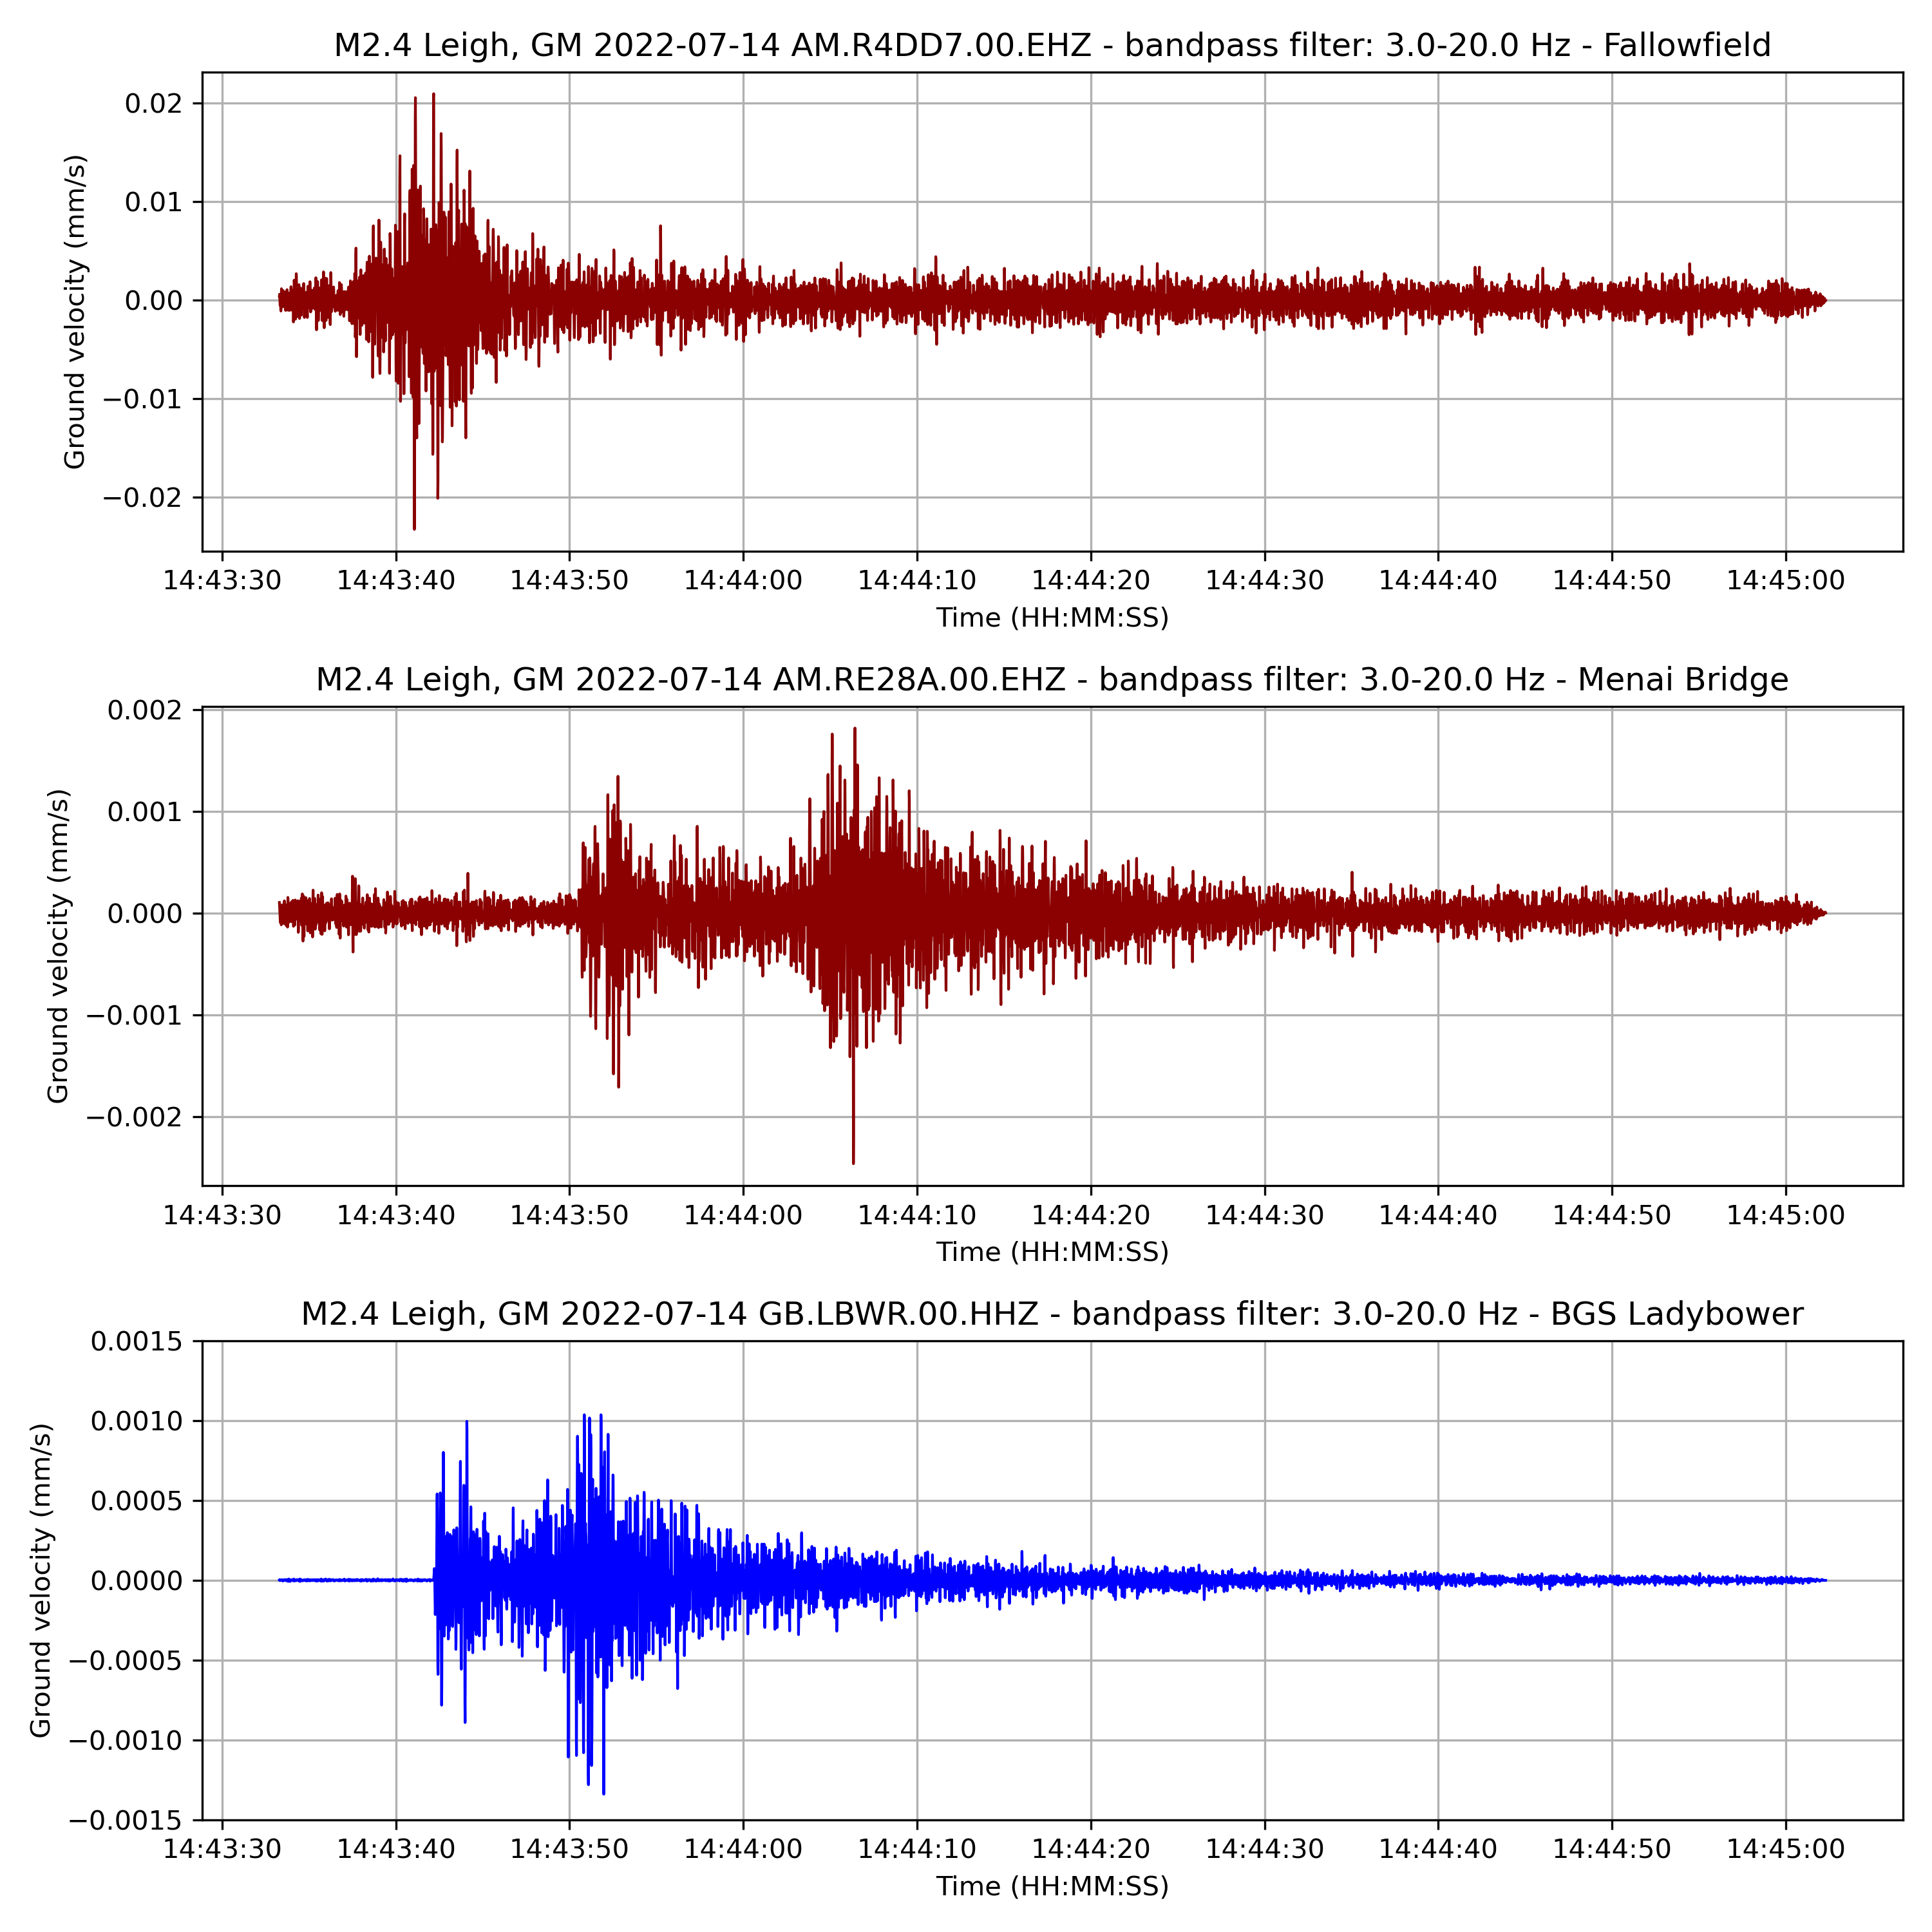 M2.4 Leigh, GM 2022-07-14 AM.R4DD7.00.EHZ - bandpass filter: 3.0-20.0 Hz - Fallowfield
Ground velocity (mm/s)
0.02
0.01
0.00
−0.01
−0.02
14:43:30 14:43:40 14:43:50 14:44:00 14:44:10 14:44:20 14:44:30 14:44:40 14:44:50 14:45:00
Time (HH:MM:SS)
M2.4 Leigh, GM 2022-07-14 AM.RE28A.00.EHZ - bandpass filter: 3.0-20.0 Hz - Menai Bridge
Ground velocity (mm/s)
0.002
0.001
0.000
−0.001
−0.002
14:43:30 14:43:40 14:43:50 14:44:00 14:44:10 14:44:20 14:44:30 14:44:40 14:44:50 14:45:00
Time (HH:MM:SS)
M2.4 Leigh, GM 2022-07-14 GB.LBWR.00.HHZ - bandpass filter: 3.0-20.0 Hz - BGS Ladybower
Ground velocity (mm/s)
0.0015
0.0010
0.0005
0.0000
−0.0005
−0.0010
−0.0015
14:43:30 14:43:40 14:43:50 14:44:00 14:44:10 14:44:20 14:44:30 14:44:40 14:44:50 14:45:00
Time (HH:MM:SS)